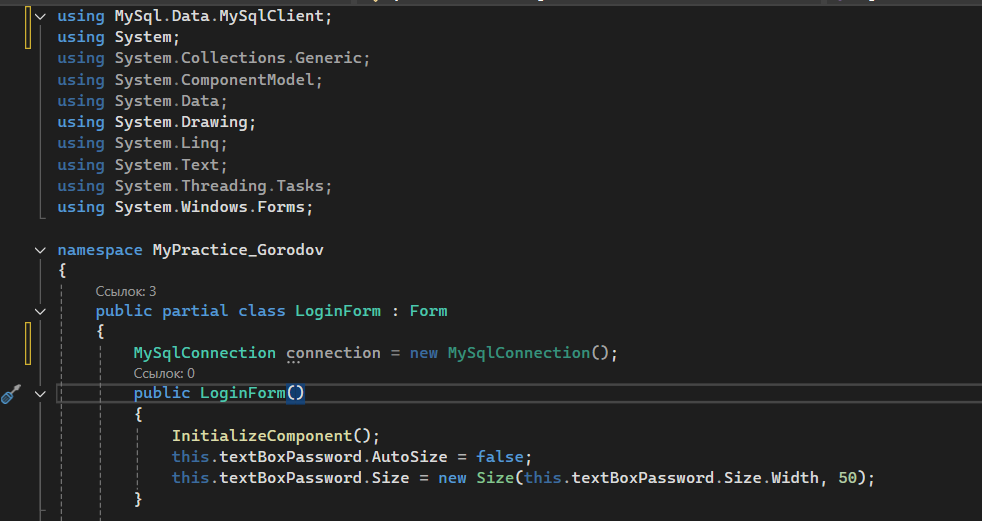 using MySql.Data.MySqlClient;
using System;
using System.Collections.Generic;
using System.ComponentModel;
using System.Data;
using System.Drawing;
using System.Linq;
using System.Text;
using System.Threading.Tasks;
using System.Windows.Forms;
namespace MyPractice_Gorodov
{
Ссылок: 3
public partial class LoginForm : Form
{
MySqlConnection connection = new MySqlConnection();
Ссылок: 0
public LoginForm()
{
InitializeComponent();
this.textBoxPassword.AutoSize = false;
this.textBoxPassword.Size = new Size(this.textBoxPassword.Size.Width, 50);
}